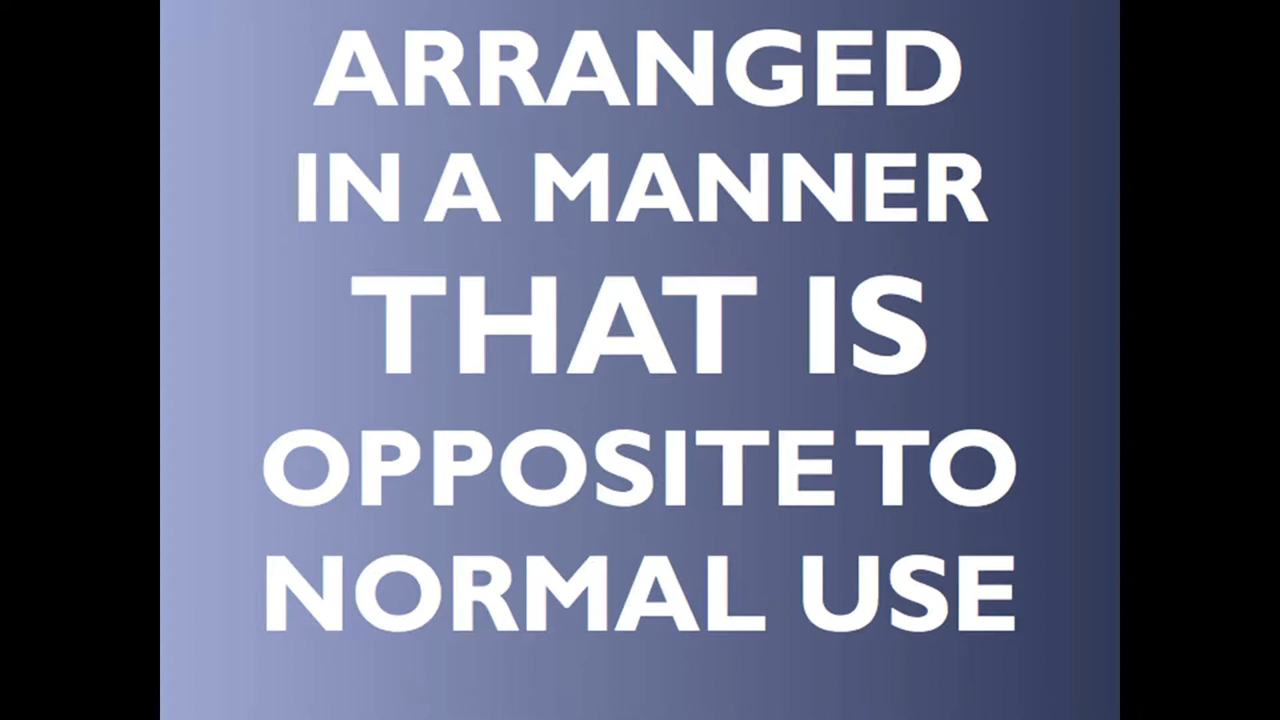 ARRANGED
IN A MANNER
THAT IS
OPPOSITE TO
NORMAL USE